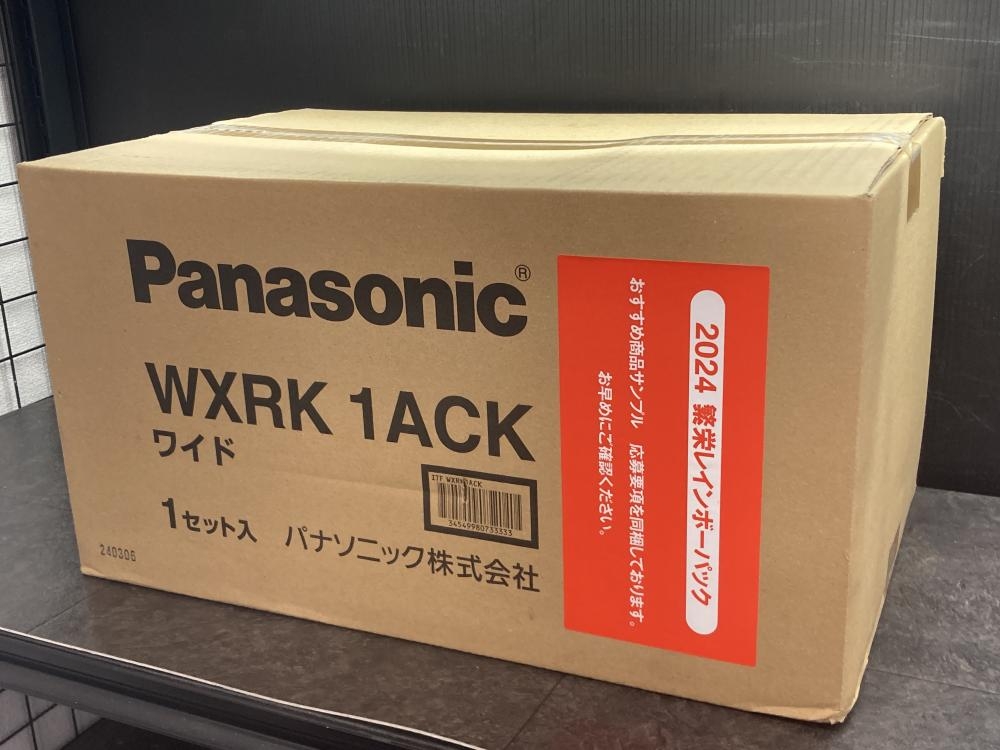 Panasonic®
WXRK 1ACK
ワイド
ITF WXRK1ACK
34549980733333
1セット入 パナソニック株式会社
240306
2024 繁栄レインボーパック
おすすめ商品サンプル 応募要項を同梱しております。
お早めにご確認ください。